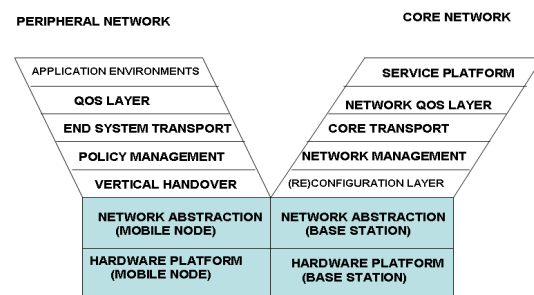 PERIPHERAL NETWORK
CORE NETWORK
APPLICATION ENVIRONMENTS
QOS LAYER
END SYSTEM TRANSPORT
POLICY MANAGEMENT
VERTICAL HANDOVER
SERVICE PLATFORM
NETWORK QOS LAYER
CORE TRANSPORT
NETWORK MANAGEMENT
(RE)CONFIGURATION LAYER
NETWORK ABSTRACTION
(MOBILE NODE)
NETWORK ABSTRACTION
(BASE STATION)
HARDWARE PLATFORM
(MOBILE NODE)
HARDWARE PLATFORM
(BASE STATION)